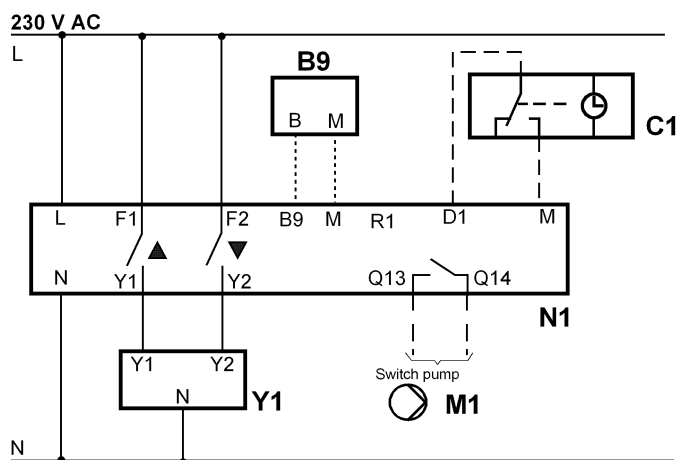 230 V AC
L
B9
B M
C1
L F1 F2 B9 M R1 D1 M
N Y1 Y2 Q13 Q14
N1
Y1 Y2
N
Y1
Switch pump
M1
N